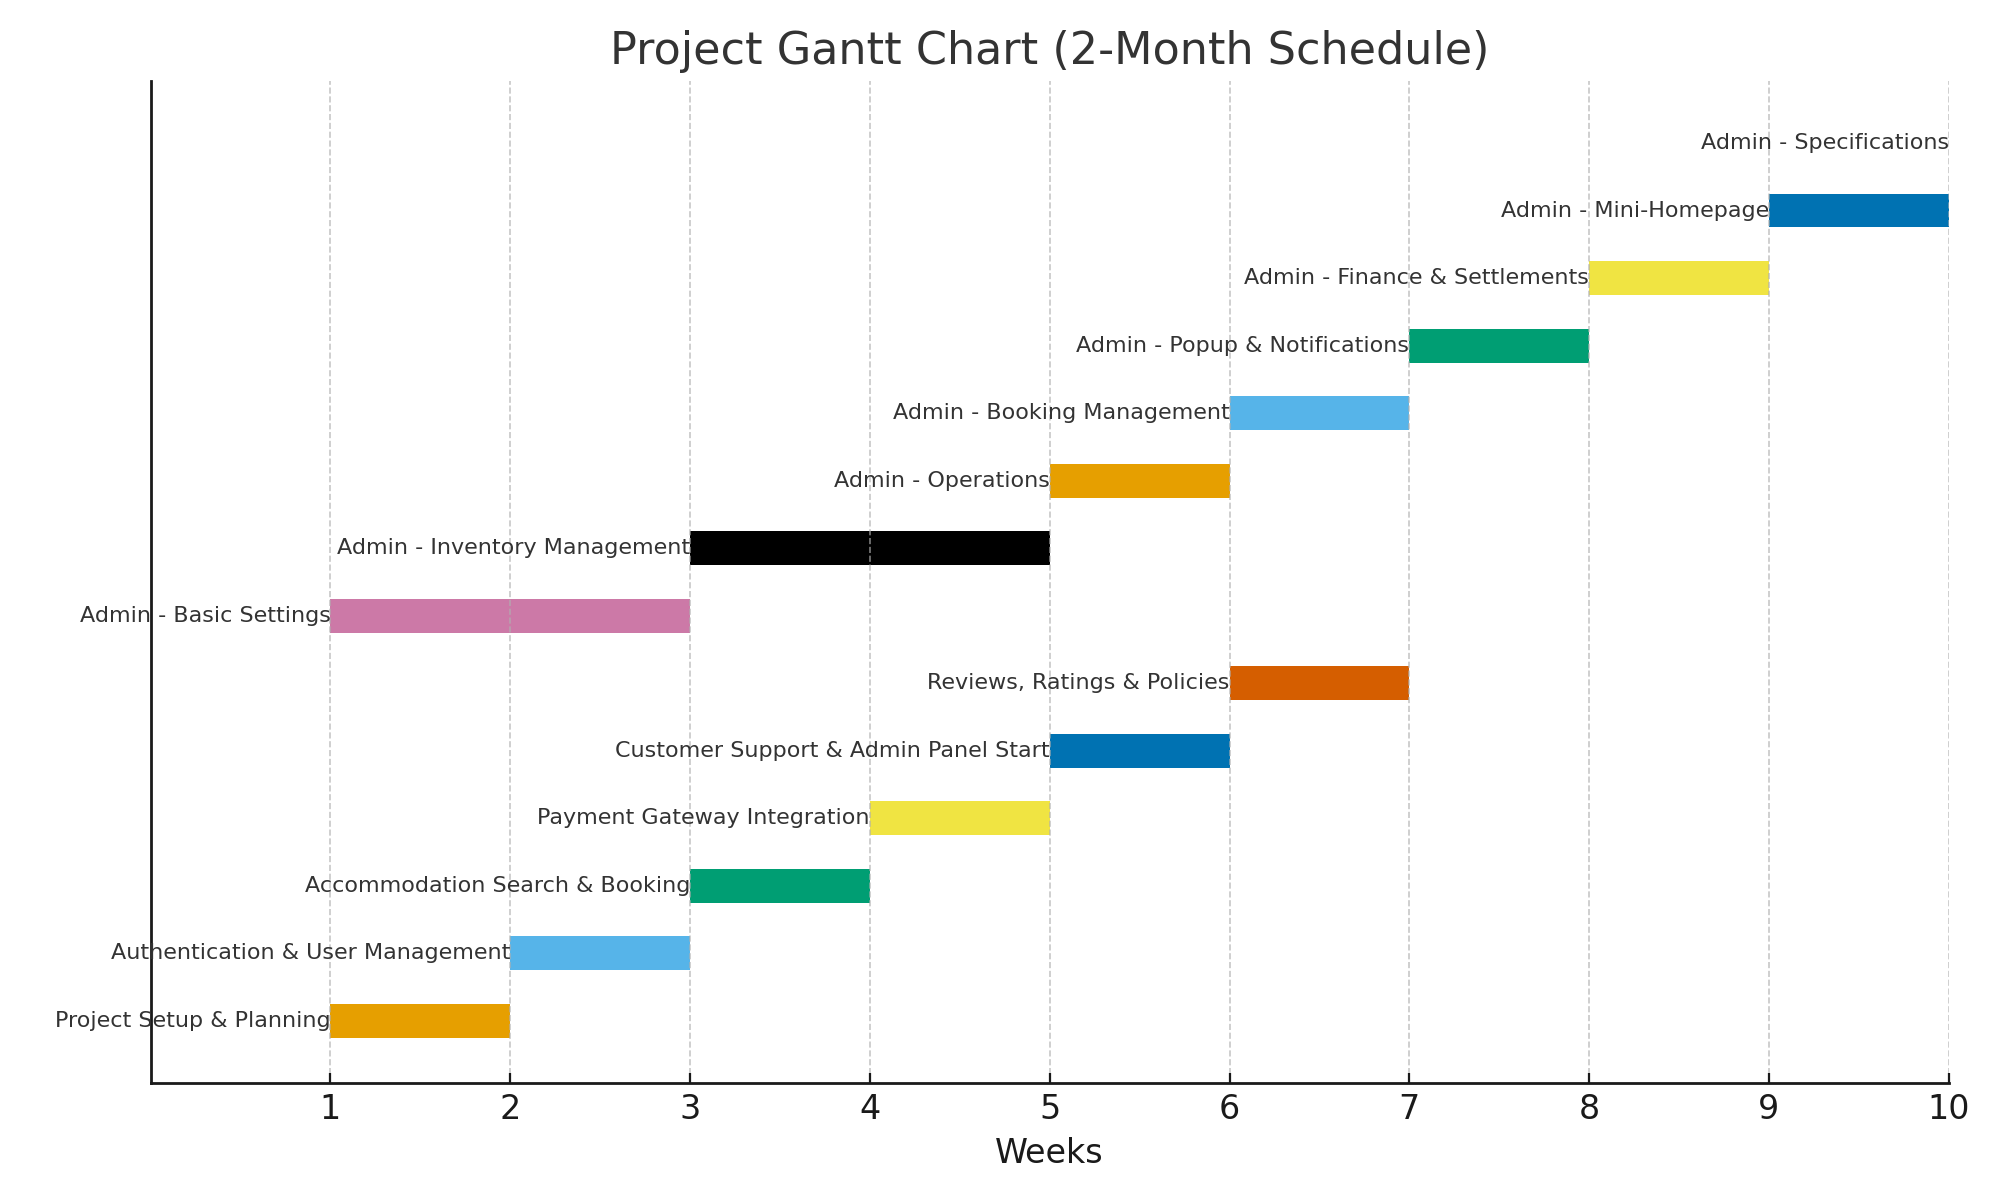 Project Gantt Chart (2-Month Schedule)
Admin - Specifications
Admin - Mini-Homepage
Admin - Finance & Settlements
Admin - Popup & Notifications
Admin - Booking Management
Admin - Operations
Admin - Inventory Management
Admin - Basic Settings
Reviews, Ratings & Policies
Customer Support & Admin Panel Start
Payment Gateway Integration
Accommodation Search & Booking
Authentication & User Management
Project Setup & Planning
1 2 3 4 5 6 7 8 9 10
Weeks